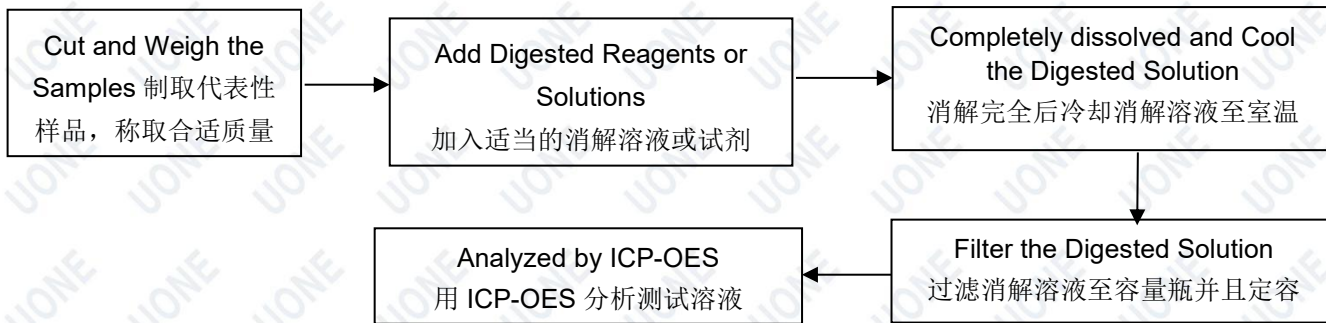 Cut and Weigh the
Samples 制取代表性
样品，称取合适质量
Add Digested Reagents or
Solutions
加入适当的消解溶液或试剂
Completely dissolved and Cool
the Digested Solution
消解完全后冷却消解溶液至室温
Filter the Digested Solution
过滤消解溶液至容量瓶并且定容
Analyzed by ICP-OES
用 ICP-OES 分析测试溶液
UONE